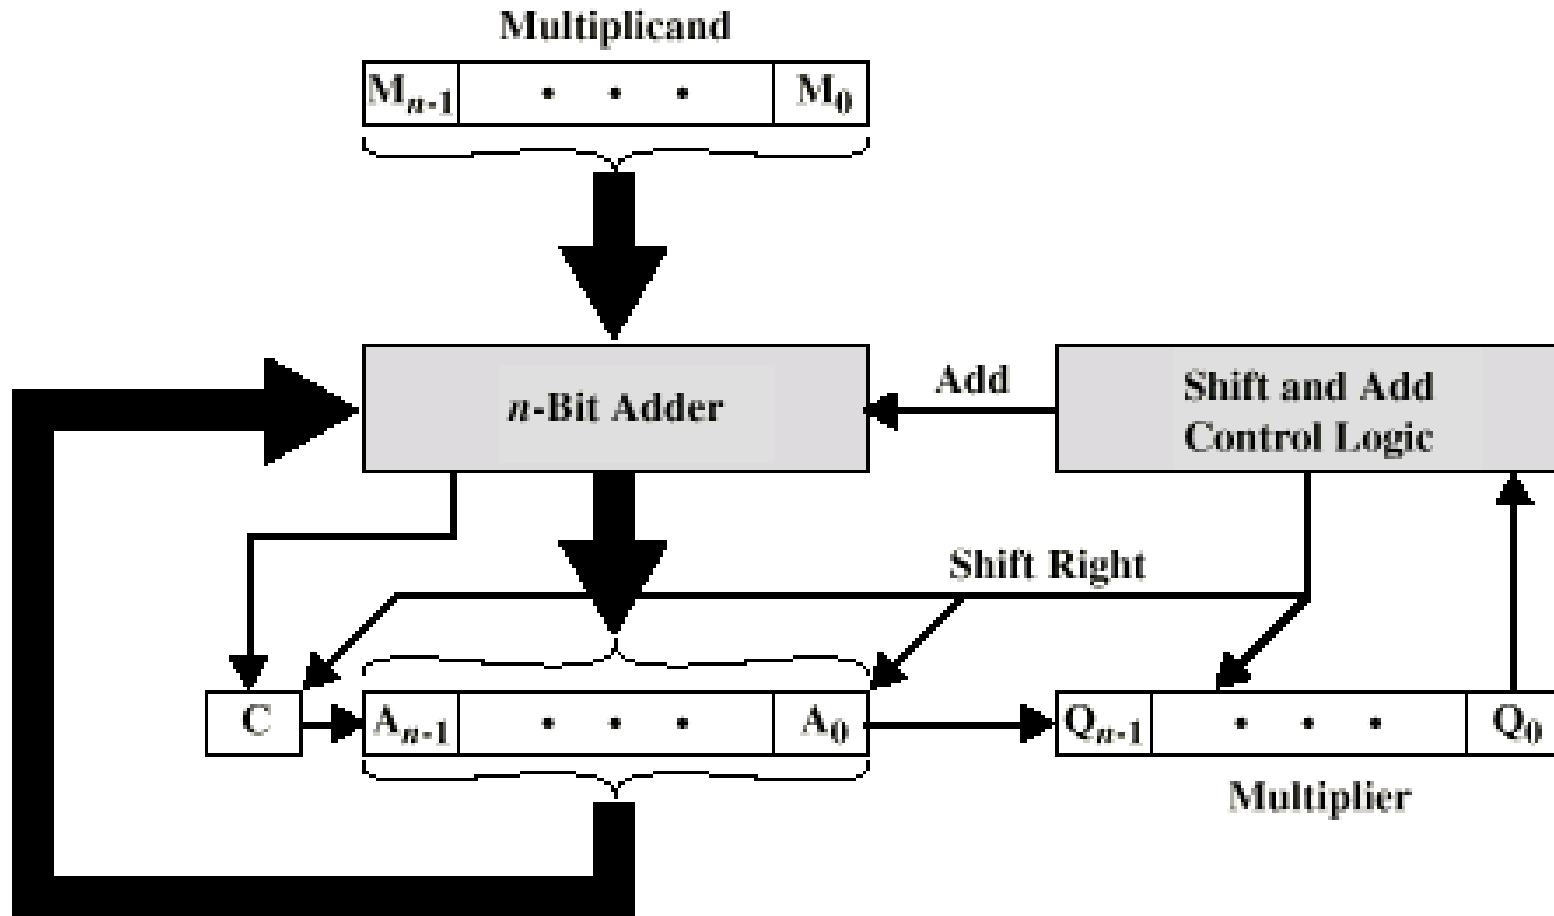 Multiplicand
Mn-1 • • • M0
n-Bit Adder
Add
Shift and Add
Control Logic
Shift Right
C
An-1 • • • A0
Qn-1 • • • Q0
Multiplier